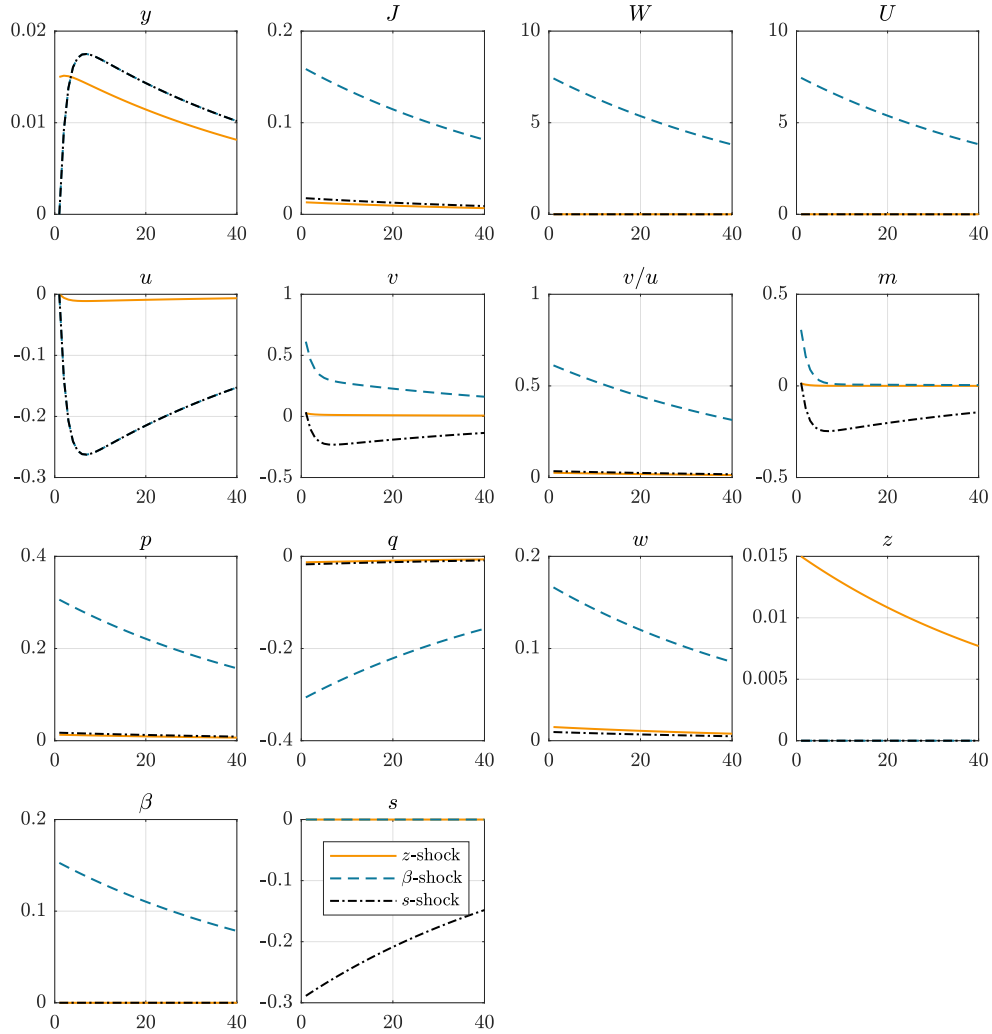 y J W U
0.02 0.2 10 10
0.01 0.1 5 5
0 0 0 0
0 20 40 0 20 40 0 20 40 0 20 40
u v v/u m
0 1 1 0.5
-0.1 0.5 0.5 0
-0.2 0
-0.3 -0.5 0 -0.5
0 20 40 0 20 40 0 20 40 0 20 40
p q w z
0.4 0 0.2 0.015
0.2 -0.2 0.1 0.01
0.005
0 -0.4 0 0
0 20 40 0 20 40 0 20 40 0 20 40
β s
0.2 0
0.1 -0.1
-0.2
0 -0.3
0 20 40 0 20 40
z-shock
β-shock
s-shock